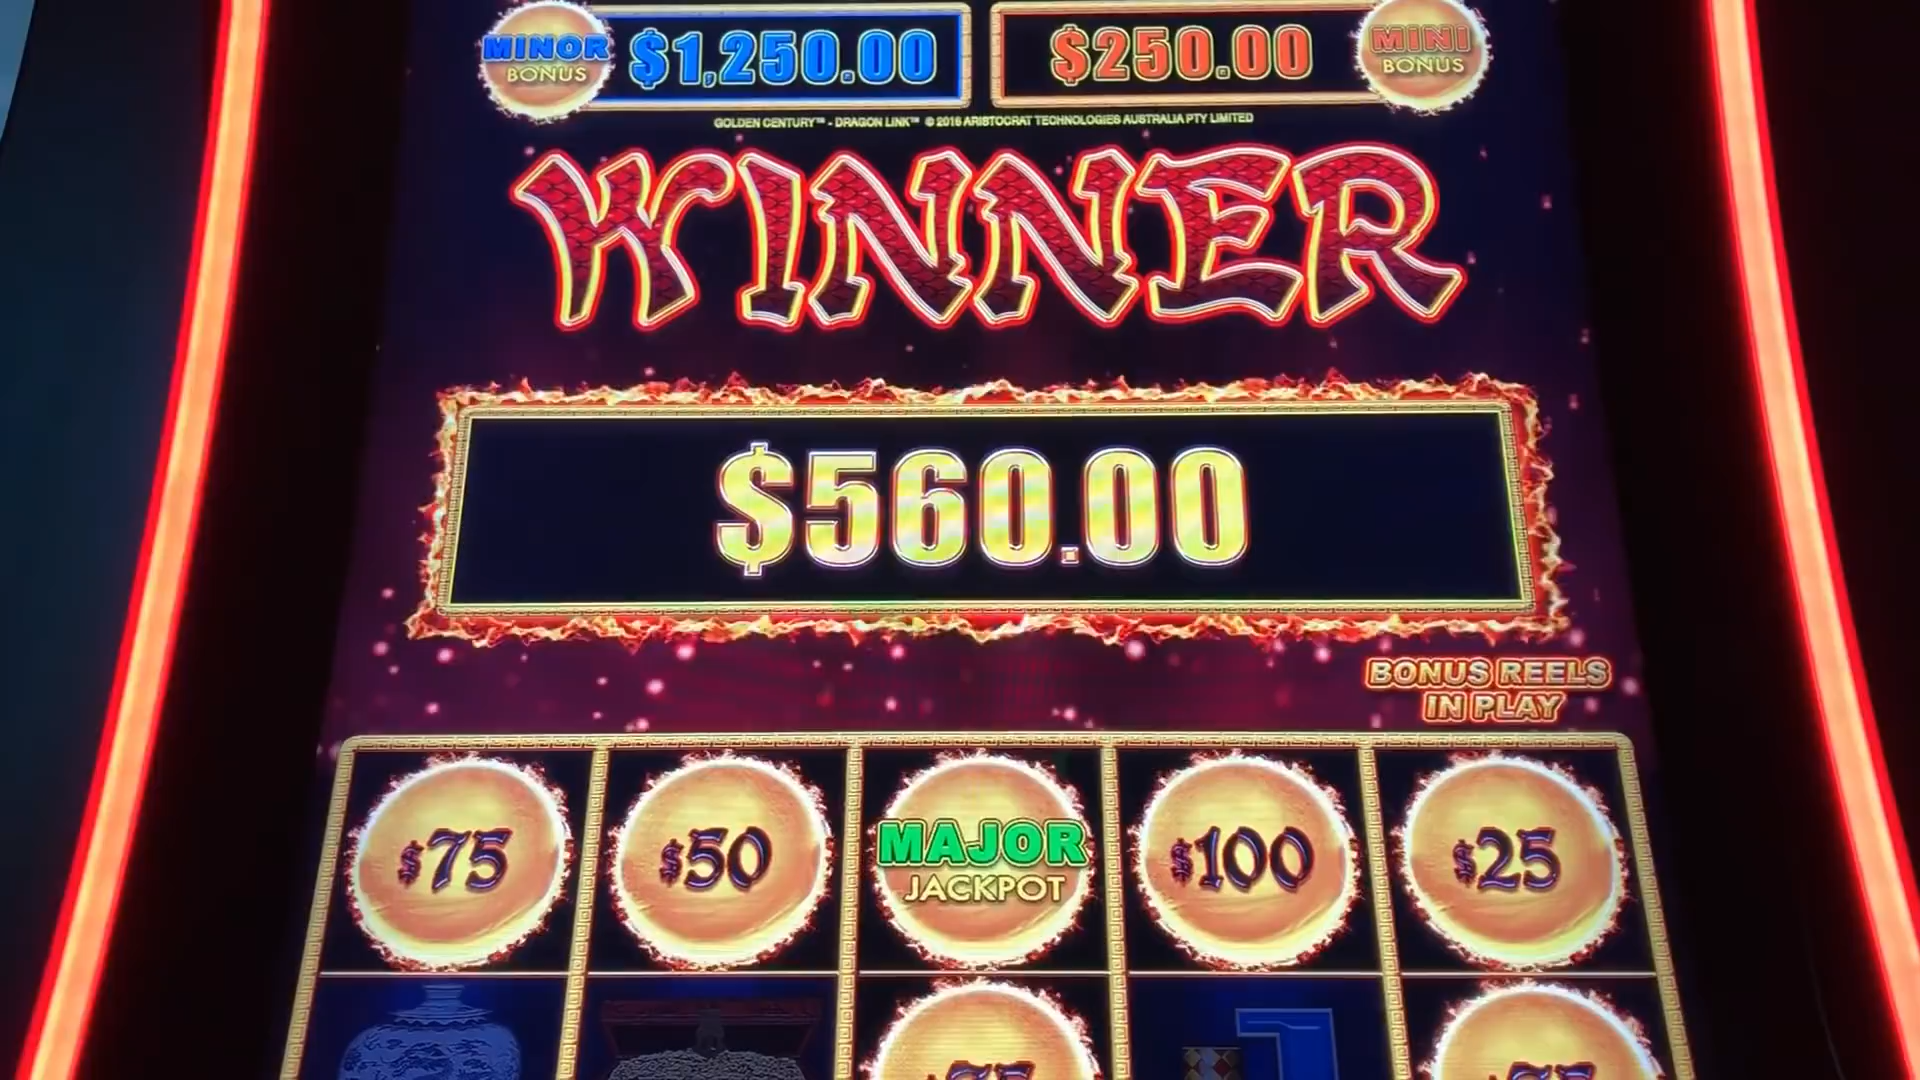 MINOR BONUS $1,250.00 $250.00 MINI BONUS
GOLDEN CENTURY™ - DRAGON LINK™ © 2016 ARISTOCRAT TECHNOLOGIES AUSTRALIA PTY LIMITED
WINNER
$560.00
BONUS REELS
IN PLAY
$75 $50 MAJOR JACKPOT $100 $25